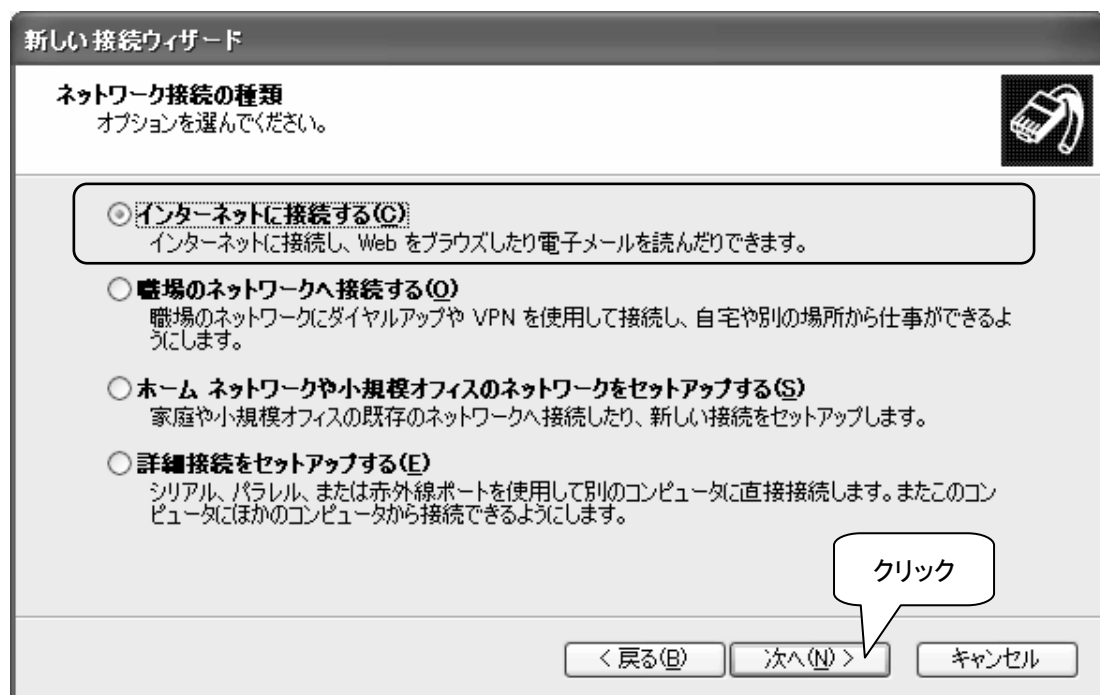 新しい接続ウィザード
ネットワーク接続の種類
オプションを選んでください。
インターネットに接続する(C)
インターネットに接続し、Web をブラウズしたり電子メールを読んだりできます。
職場のネットワークへ接続する(O)
職場のネットワークにダイヤルアップや VPN を使用して接続し、自宅や別の場所から仕事ができるよ
うにします。
ホーム ネットワークや小規模オフィスのネットワークをセットアップする(S)
家庭や小規模オフィスの既存のネットワークへ接続したり、新しい接続をセットアップします。
詳細接続をセットアップする(E)
シリアル、パラレル、または赤外線ポートを使用して別のコンピュータに直接接続します。またこのコン
ピュータにほかのコンピュータから接続できるようにします。
クリック
< 戻る(B)
次へ(N) >
キャンセル